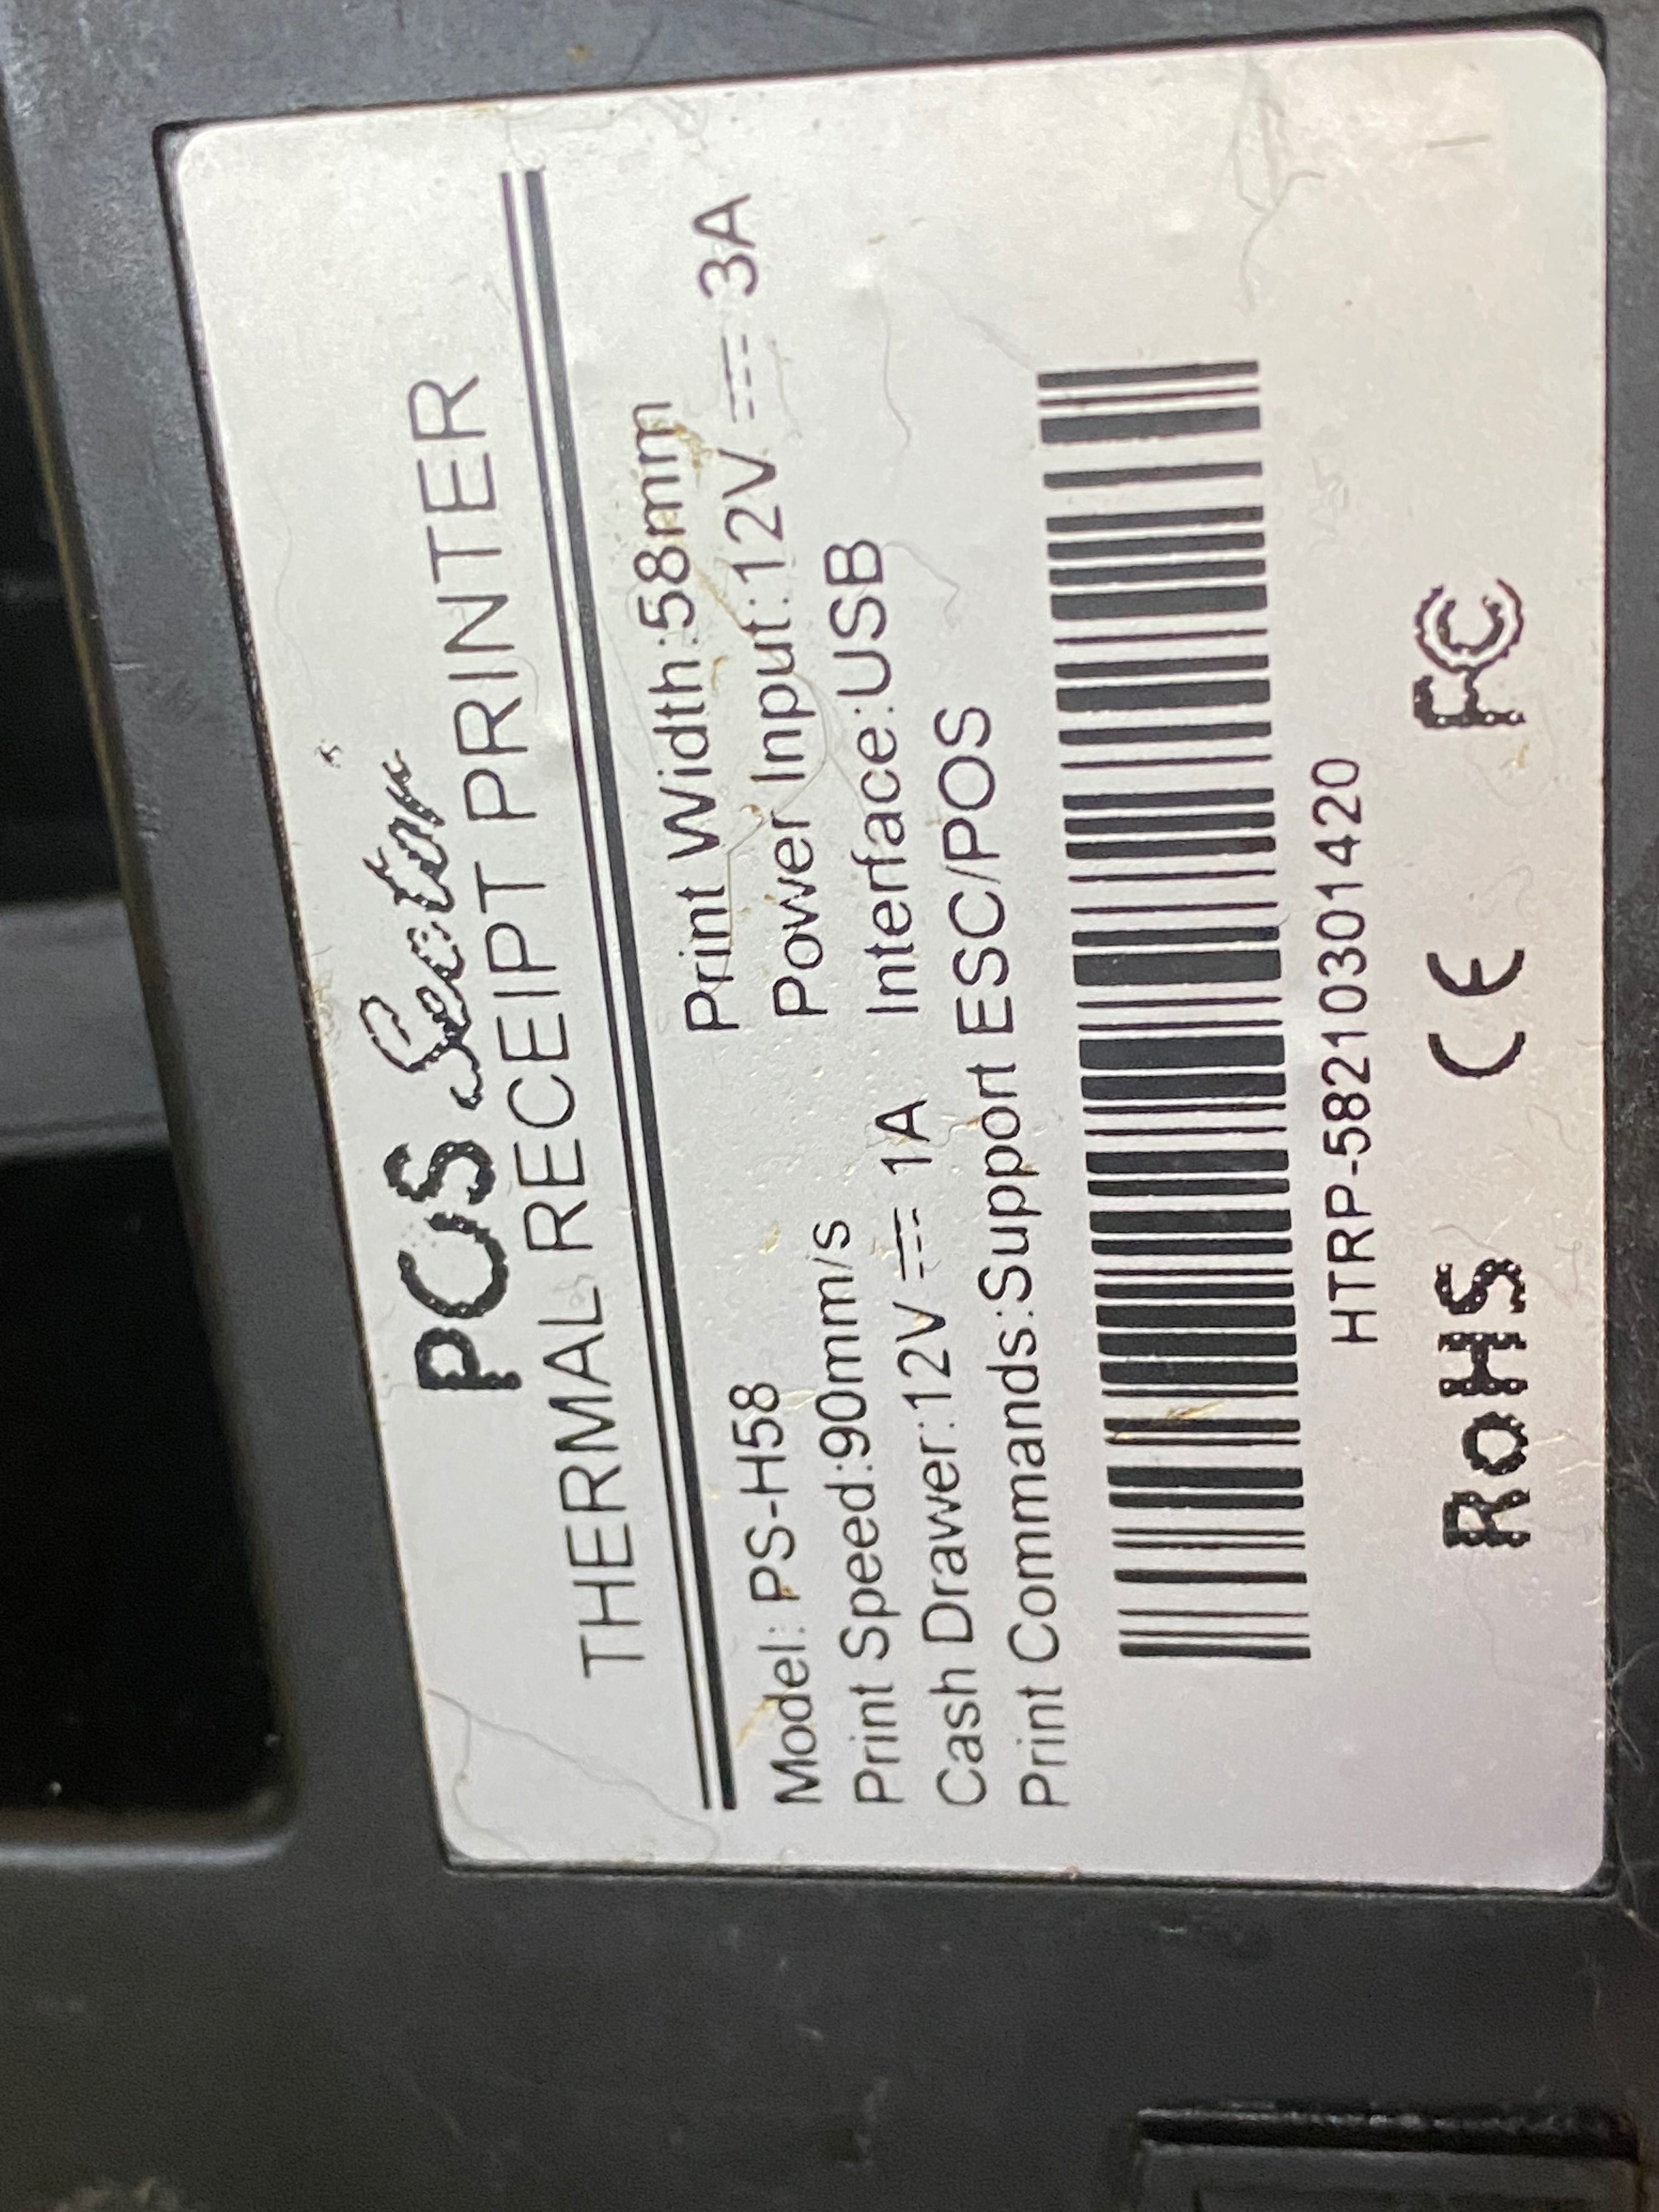 POS Sector
THERMAL RECEIPT PRINTER
Model: PS-H58 Print Width:58mm
Print Speed:90mm/s Power Input:12V ⎓ 3A
Cash Drawer:12V ⎓ 1A Interface:USB
Print Commands:Support ESC/POS
HTRP-5821030301420
RoHS CE FC